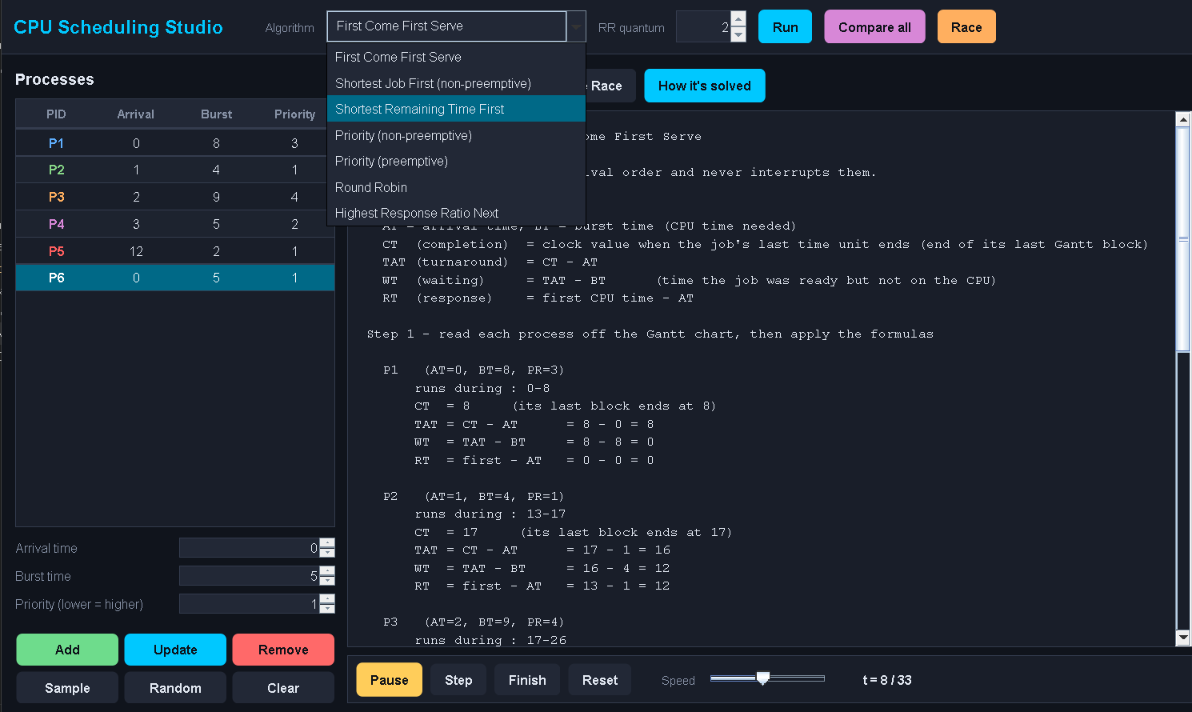 CPU Scheduling Studio
Algorithm
First Come First Serve
RR quantum
2
Run
Compare all
Race
First Come First Serve
Shortest Job First (non-preemptive)
Shortest Remaining Time First
Priority (non-preemptive)
Priority (preemptive)
Round Robin
Highest Response Ratio Next
Processes
PID Arrival Burst Priority
P1 0 8 3
P2 1 4 1
P3 2 9 4
P4 3 5 2
P5 12 2 1
P6 0 5 1
Arrival time 0
Burst time 5
Priority (lower = higher) 1
Add Update Remove
Sample Random Clear
Race
How it's solved
First Serve
order and never interrupts them.
burst time (CPU time needed)
CT (completion) = clock value when the job's last time unit ends (end of its last Gantt block)
TAT (turnaround) = CT - AT
WT (waiting) = TAT - BT (time the job was ready but not on the CPU)
RT (response) = first CPU time - AT
Step 1 - read each process off the Gantt chart, then apply the formulas
P1 (AT=0, BT=8, PR=3)
runs during : 0-8
CT = 8 (its last block ends at 8)
TAT = CT - AT = 8 - 0 = 8
WT = TAT - BT = 8 - 8 = 0
RT = first - AT = 0 - 0 = 0
P2 (AT=1, BT=4, PR=1)
runs during : 13-17
CT = 17 (its last block ends at 17)
TAT = CT - AT = 17 - 1 = 16
WT = TAT - BT = 16 - 4 = 12
RT = first - AT = 13 - 1 = 12
P3 (AT=2, BT=9, PR=4)
runs during : 17-26
Pause Step Finish Reset Speed t = 8 / 33